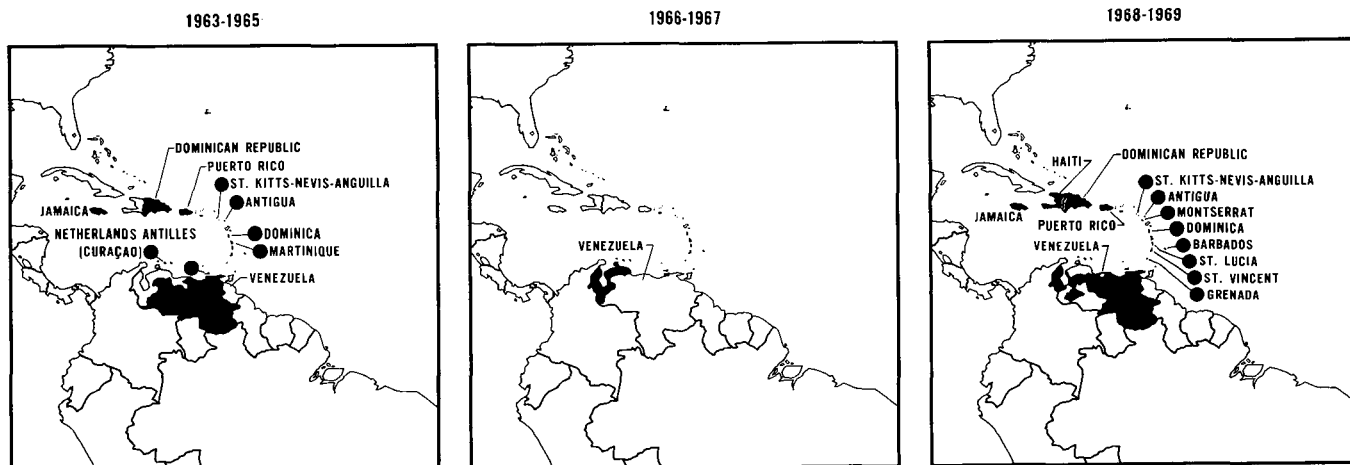 1963-1965
DOMINICAN REPUBLIC
PUERTO RICO
ST. KITTS-NEVIS-ANGUILLA
ANTIGUA
JAMAICA
NETHERLANDS ANTILLES
(CURAÇAO)
DOMINICA
MARTINIQUE
VENEZUELA
1966-1967
VENEZUELA
1968-1969
HAITI
DOMINICAN REPUBLIC
ST. KITTS-NEVIS-ANGUILLA
ANTIGUA
MONTSERRAT
JAMAICA
PUERTO RICO
DOMINICA
VENEZUELA
BARBADOS
ST. LUCIA
ST. VINCENT
GRENADA